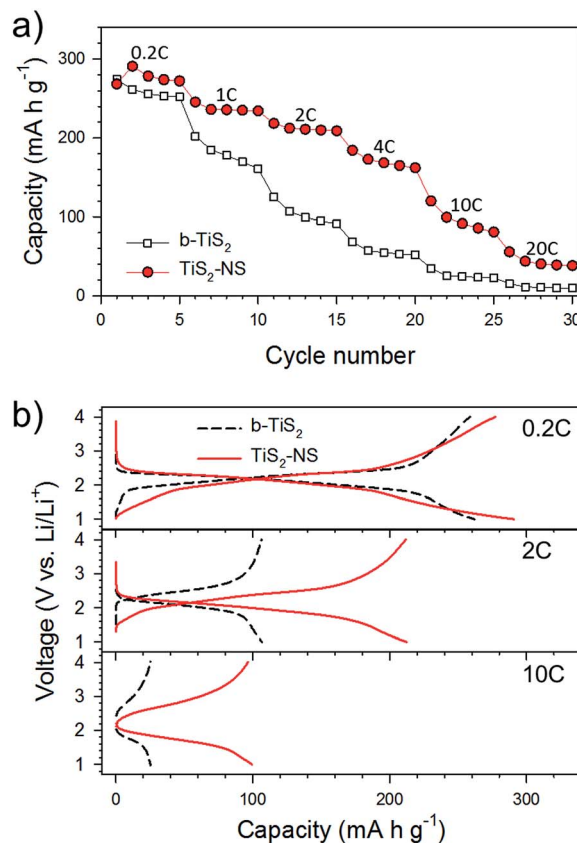 a)
Capacity (mA h g⁻¹)
300
200
100
0
0.2C
1C
2C
4C
10C
20C
b-TiS₂
TiS₂-NS
0 5 10 15 20 25 30
Cycle number
b)
Voltage (V vs. Li/Li⁺)
b-TiS₂
TiS₂-NS
0.2C
4
3
2
1
2C
4
3
2
1
10C
4
3
2
1
0 100 200 300
Capacity (mA h g⁻¹)